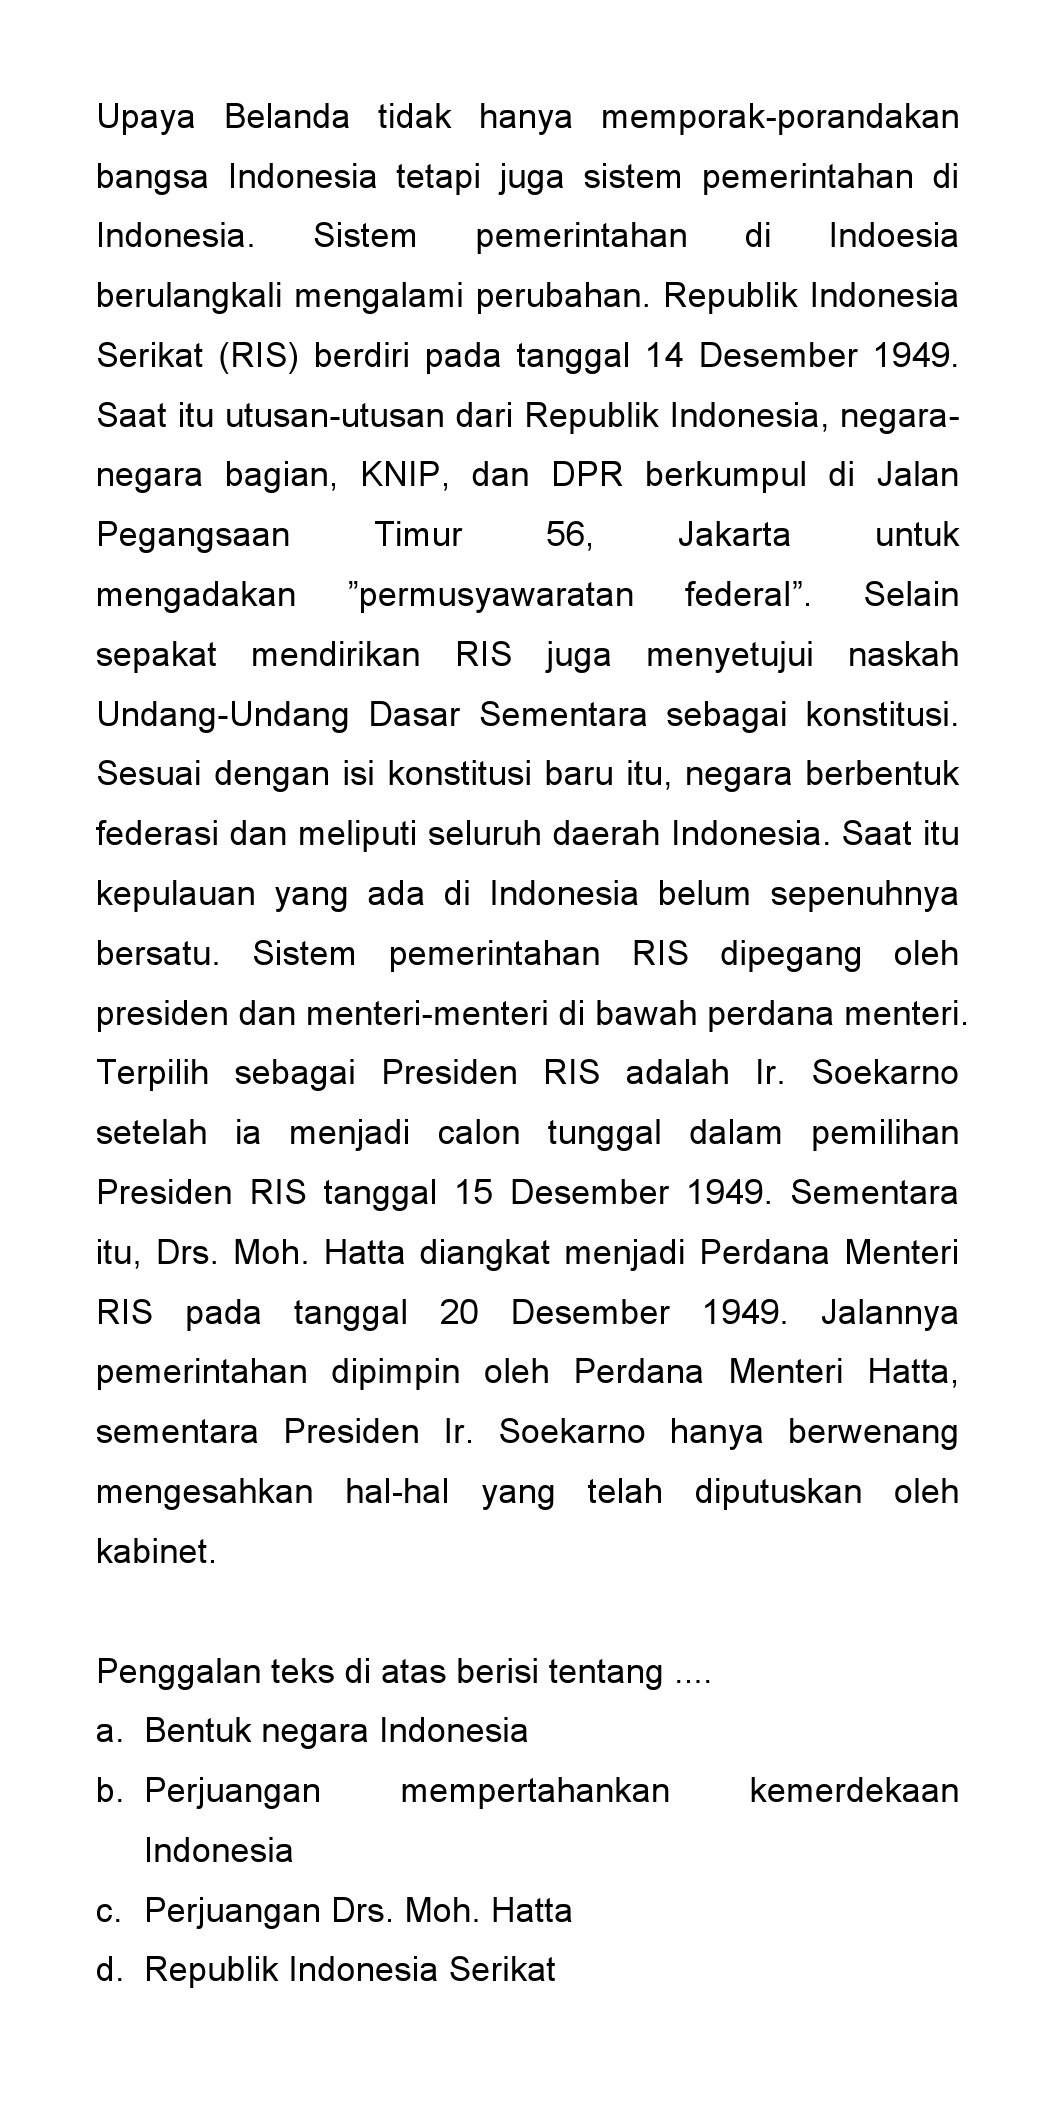 Upaya Belanda tidak hanya memporak-porandakan
bangsa Indonesia tetapi juga sistem pemerintahan di
Indonesia. Sistem pemerintahan di Indoesia
berulangkali mengalami perubahan. Republik Indonesia
Serikat (RIS) berdiri pada tanggal 14 Desember 1949.
Saat itu utusan-utusan dari Republik Indonesia, negara-
negara bagian, KNIP, dan DPR berkumpul di Jalan
Pegangsaan Timur 56, Jakarta untuk
mengadakan ”permusyawaratan federal”. Selain
sepakat mendirikan RIS juga menyetujui naskah
Undang-Undang Dasar Sementara sebagai konstitusi.
Sesuai dengan isi konstitusi baru itu, negara berbentuk
federasi dan meliputi seluruh daerah Indonesia. Saat itu
kepulauan yang ada di Indonesia belum sepenuhnya
bersatu. Sistem pemerintahan RIS dipegang oleh
presiden dan menteri-menteri di bawah perdana menteri.
Terpilih sebagai Presiden RIS adalah Ir. Soekarno
setelah ia menjadi calon tunggal dalam pemilihan
Presiden RIS tanggal 15 Desember 1949. Sementara
itu, Drs. Moh. Hatta diangkat menjadi Perdana Menteri
RIS pada tanggal 20 Desember 1949. Jalannya
pemerintahan dipimpin oleh Perdana Menteri Hatta,
sementara Presiden Ir. Soekarno hanya berwenang
mengesahkan hal-hal yang telah diputuskan oleh
kabinet.
Penggalan teks di atas berisi tentang ....
a. Bentuk negara Indonesia
b. Perjuangan mempertahankan kemerdekaan
Indonesia
c. Perjuangan Drs. Moh. Hatta
d. Republik Indonesia Serikat